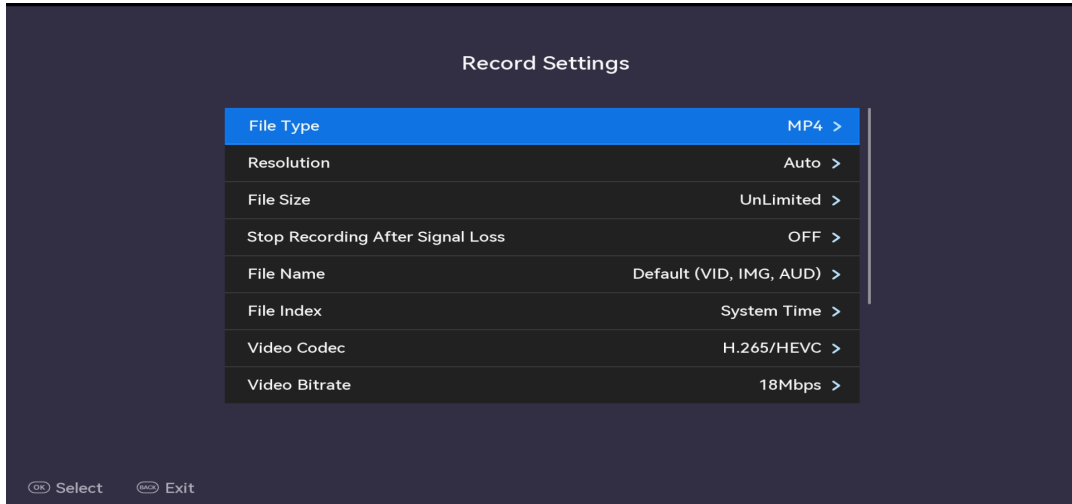 Record Settings
File Type MP4 >
Resolution Auto >
File Size UnLimited >
Stop Recording After Signal Loss OFF >
File Name Default (VID, IMG, AUD) >
File Index System Time >
Video Codec H.265/HEVC >
Video Bitrate 18Mbps >
OK Select BACK Exit